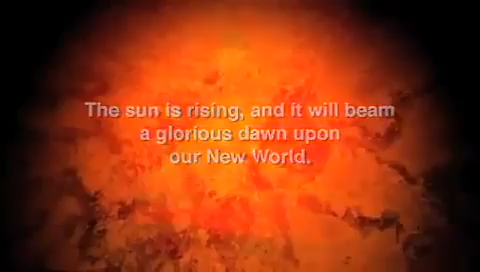 The sun is rising, and it will beam
a glorious dawn upon
our New World.